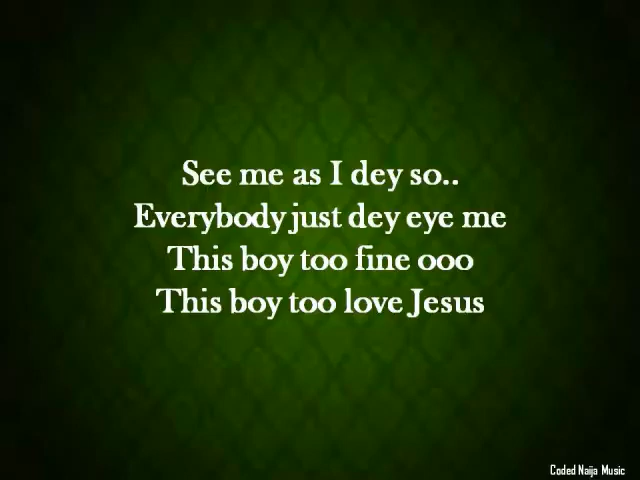 See me as I dey so..
Everybody just dey eye me
This boy too fine ooo
This boy too love Jesus
Coded Naija Music